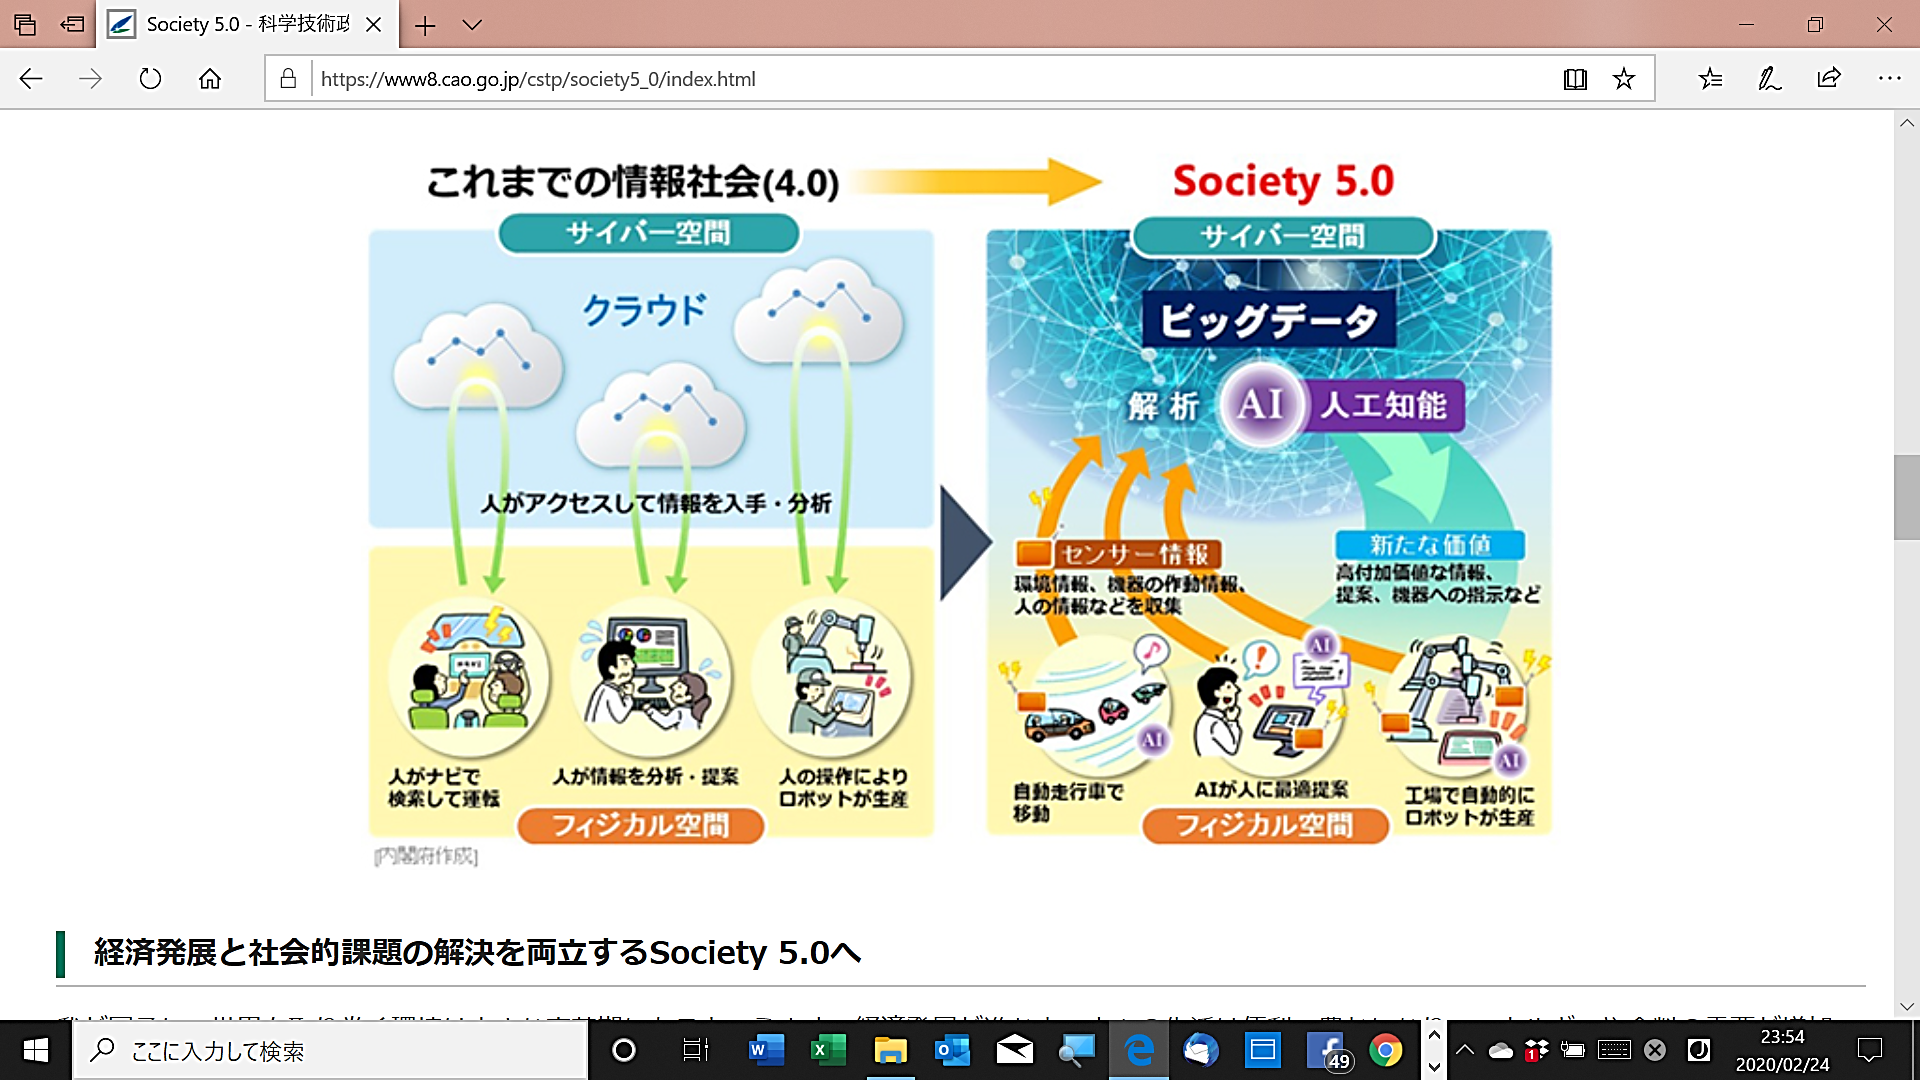 Society 5.0 - 科学技術政
https://www8.cao.go.jp/cstp/society5_0/index.html
これまでの情報社会(4.0)
Society 5.0
サイバー空間
クラウド
人がアクセスして情報を入手・分析
人がナビで
検索して運転
人が情報を分析・提案
人の操作により
ロボットが生産
フィジカル空間
[内閣府作成]
サイバー空間
ビッグデータ
解析
AI
人工知能
センサー情報
環境情報、機器の作動情報、
人の情報などを収集
新たな価値
高付加価値な情報、
提案、機器への指示など
AI
AI
AI
自動走行車で
移動
AIが人に最適提案
工場で自動的に
ロボットが生産
フィジカル空間
経済発展と社会的課題の解決を両立するSociety 5.0へ
ここに入力して検索
49
1
23:54
2020/02/24